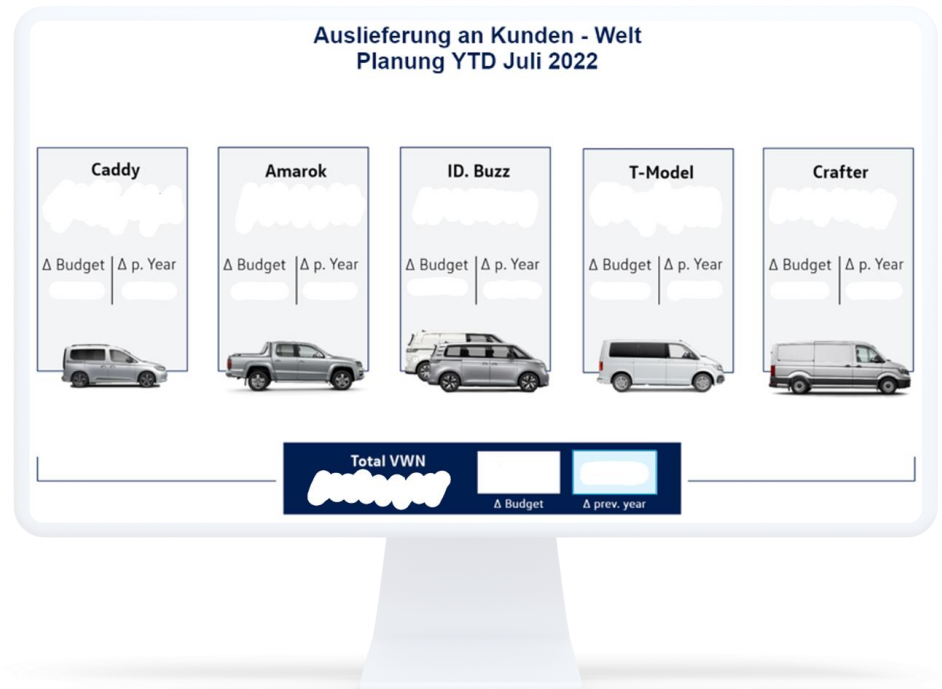 Auslieferung an Kunden - Welt
Planung YTD Juli 2022
Caddy
Δ Budget | Δ p. Year
Amarok
Δ Budget | Δ p. Year
ID. Buzz
Δ Budget | Δ p. Year
T-Model
Δ Budget | Δ p. Year
Crafter
Δ Budget | Δ p. Year
Total VWN
Δ Budget
Δ prev. year